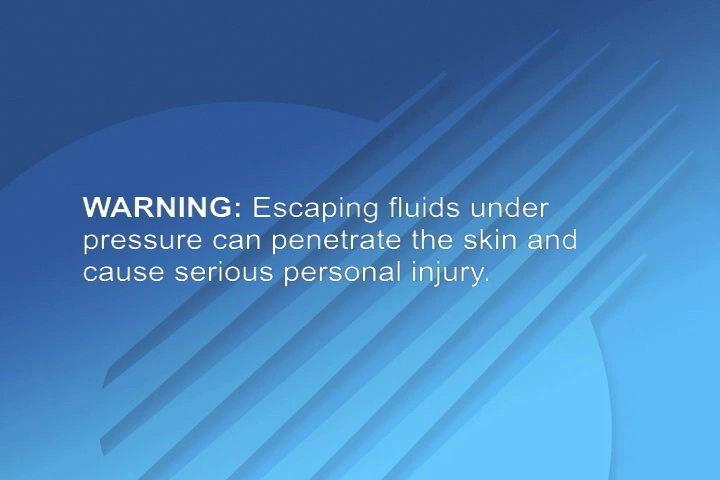 WARNING: Escaping fluids under
pressure can penetrate the skin and
cause serious personal injury.